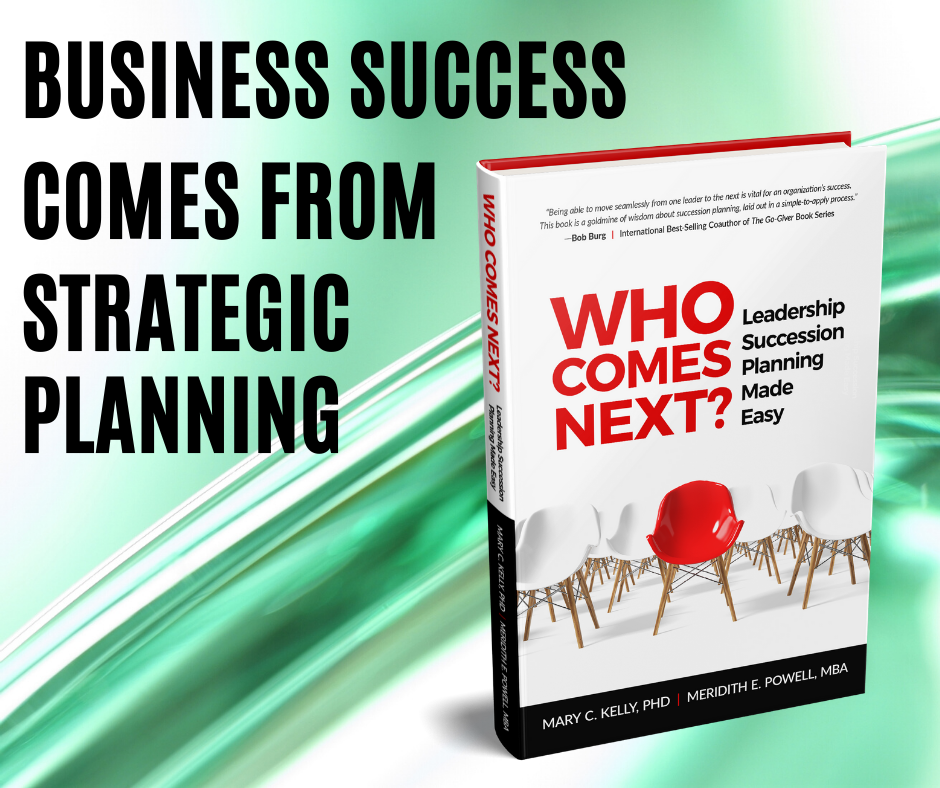 BUSINESS SUCCESS
COMES FROM
STRATEGIC
PLANNING
"Being able to move seamlessly from one leader to the next is vital for an organization's success.
This book is a goldmine of wisdom about succession planning, laid out in a simple-to-apply process."
—Bob Burg | International Best-Selling Coauthor of The Go-Giver Book Series
WHO
COMES
NEXT?
Leadership
Succession
Planning
Made
Easy
MARY C. KELLY, PHD | MERIDITH E. POWELL, MBA
WHO COMES NEXT?
Leadership Succession
Planning Made Easy
MARY C. KELLY, PHD | MERIDITH E. POWELL, MBA